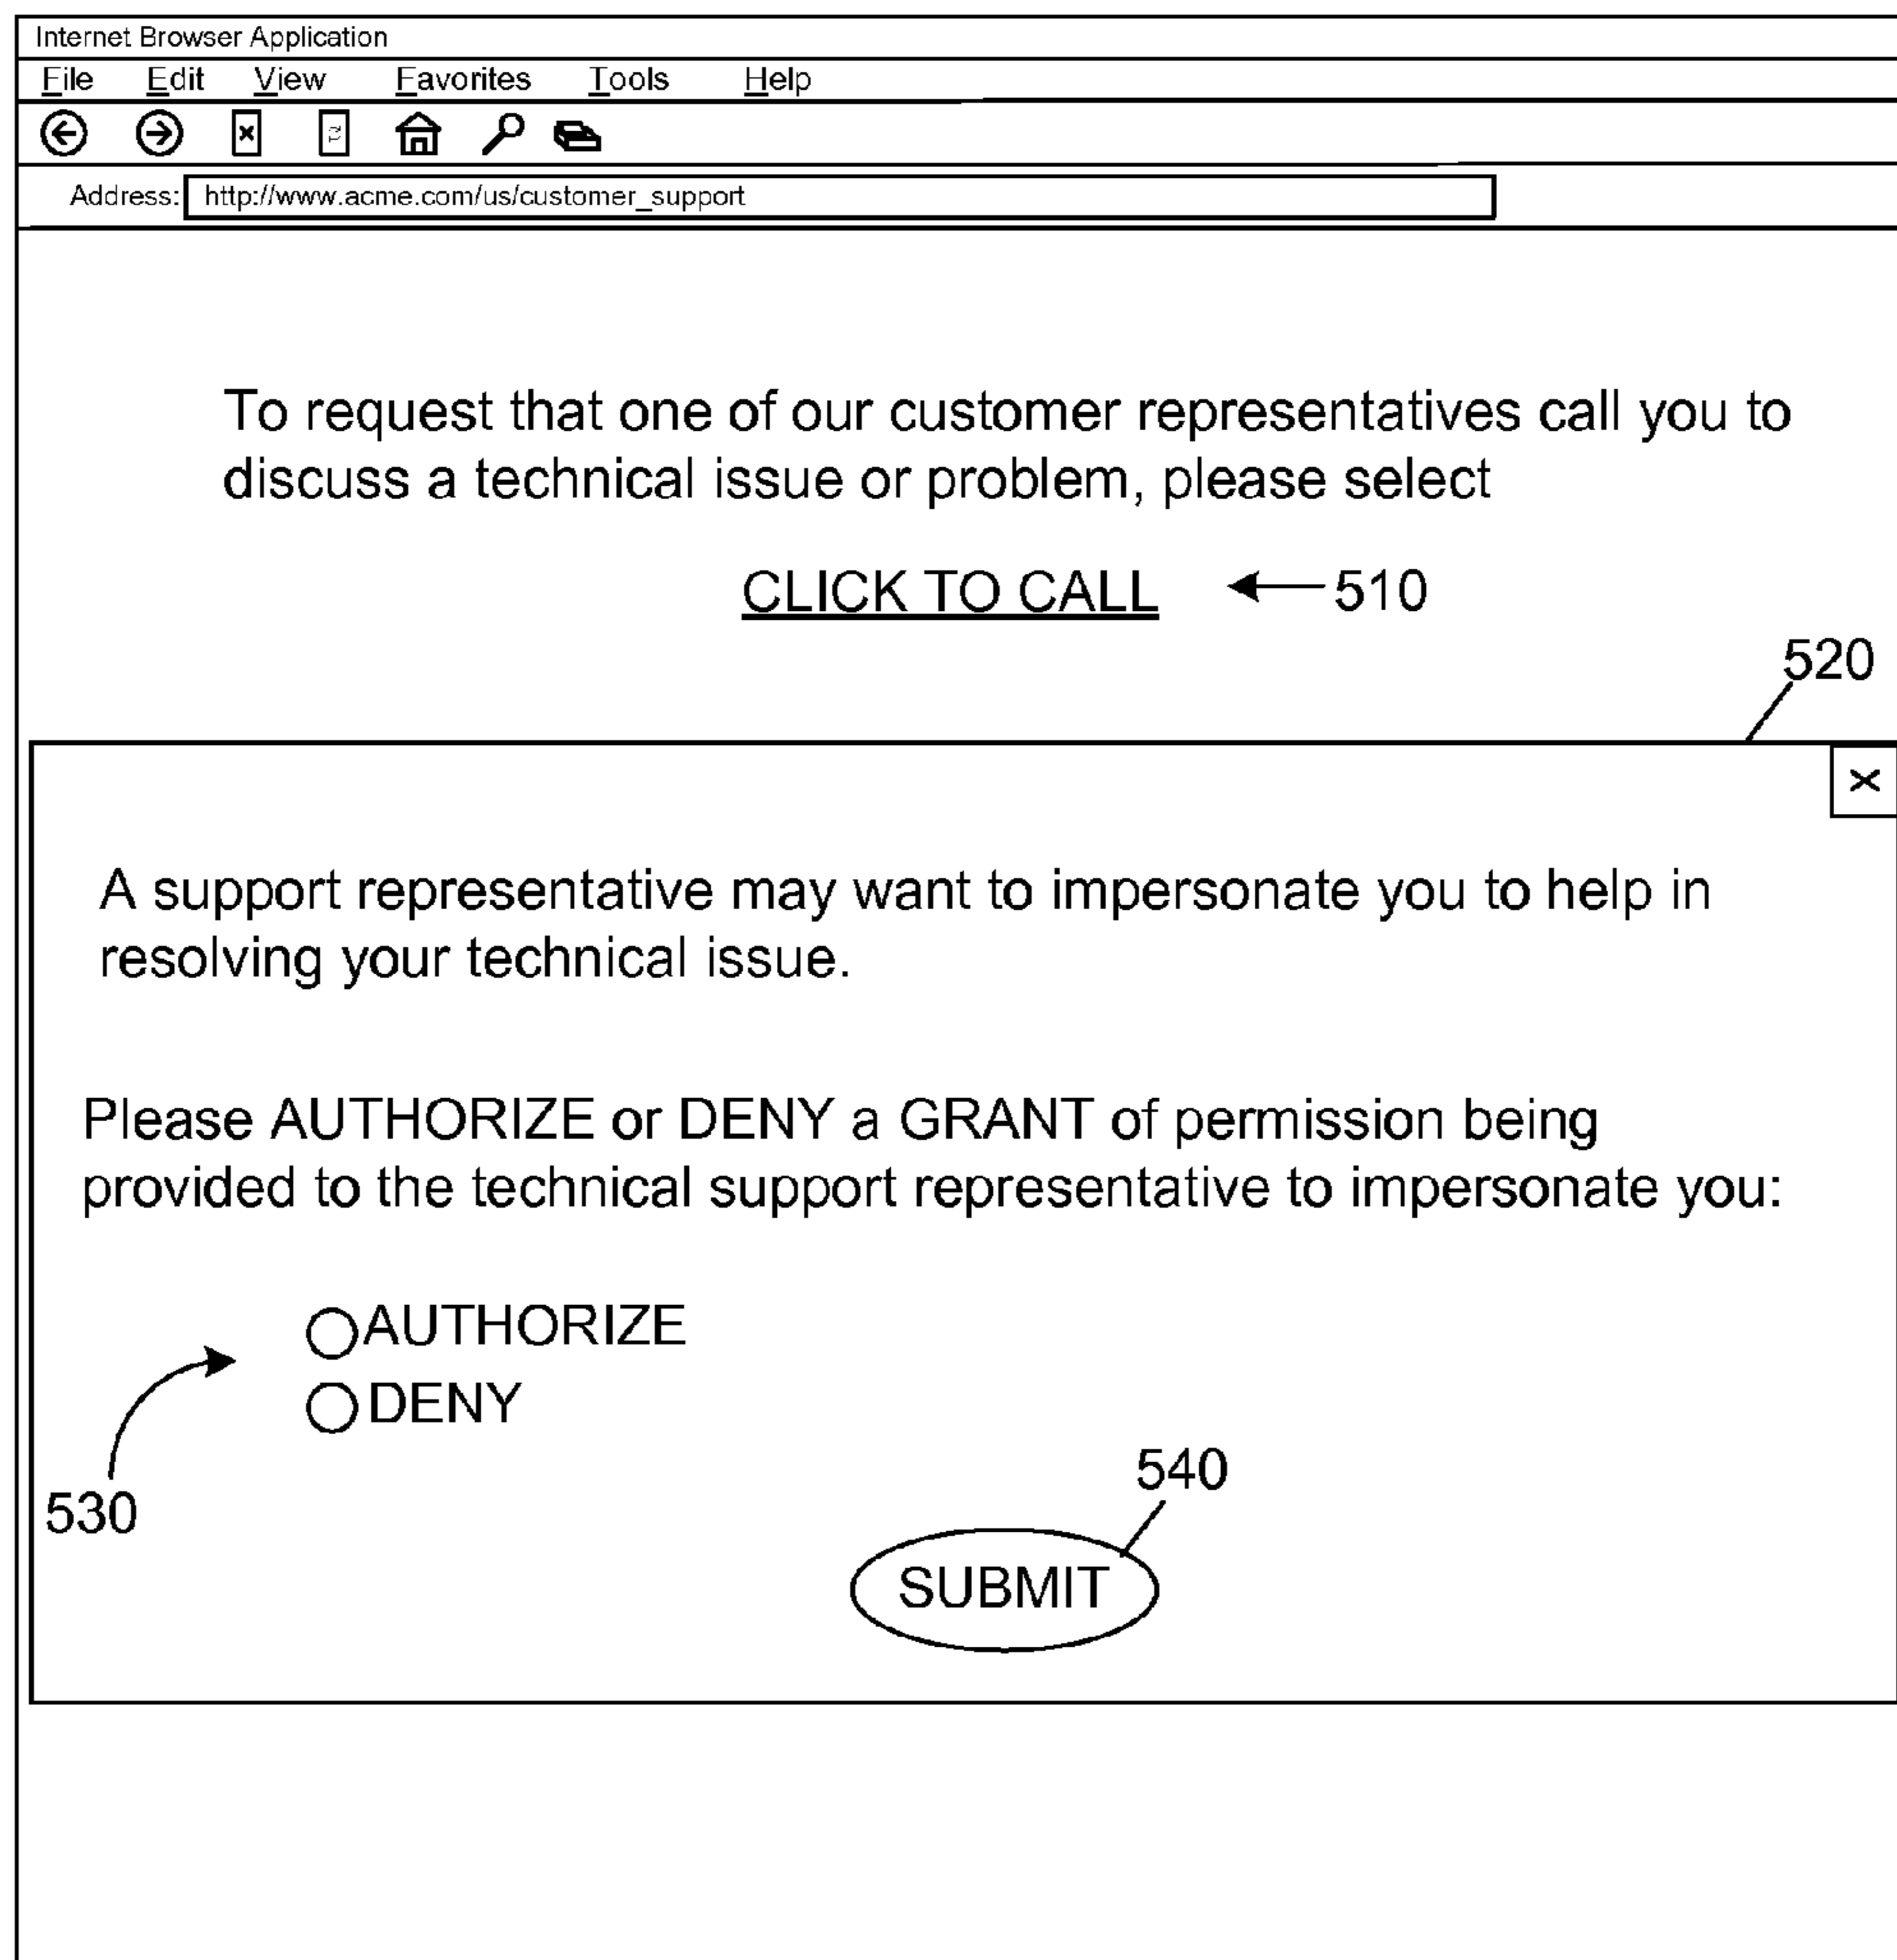 Internet Browser Application
File Edit View Favorites Tools Help
Address: http://www.acme.com/us/customer_support
To request that one of our customer representatives call you to
discuss a technical issue or problem, please select
CLICK TO CALL 510
520
X
A support representative may want to impersonate you to help in
resolving your technical issue.
Please AUTHORIZE or DENY a GRANT of permission being
provided to the technical support representative to impersonate you:
AUTHORIZE
DENY
530
540
SUBMIT